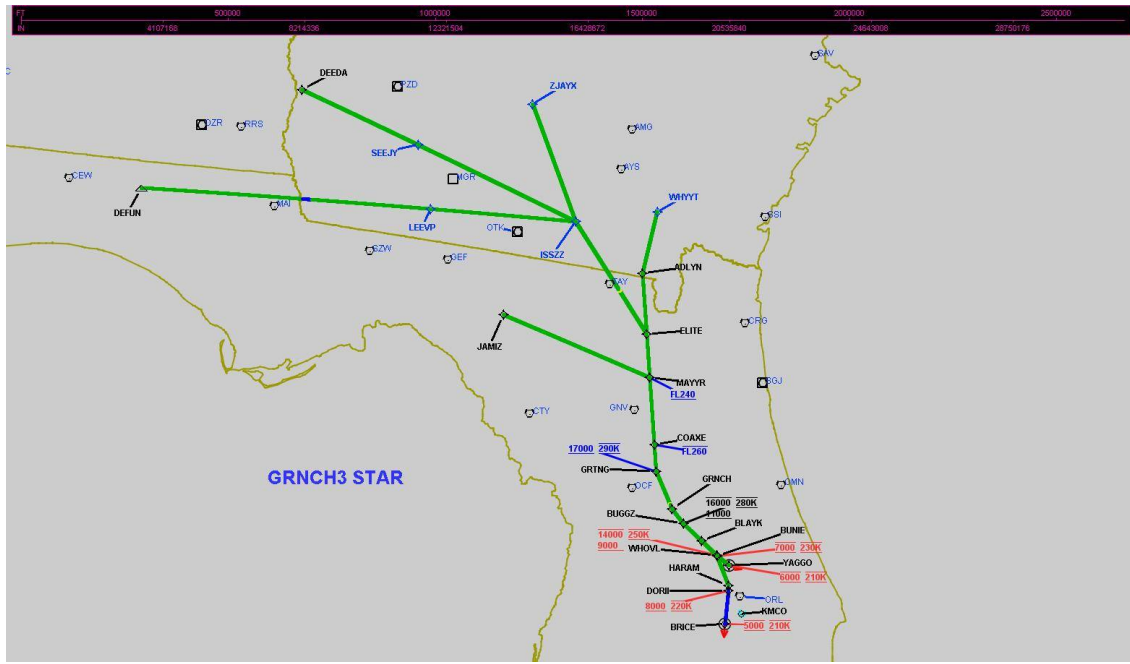 FT 500000 1000000 1500000 2000000 2500000
IN 4107168 8214336 12321504 16428672 20535840 24643008 28750176
SAV
DEEDA
PZD
ZJAYX
OZR
RRS
AMG
SEEJY
AYS
CEW
MGR
WHYYT
DEFUN
MAI
LEEVP
SSI
OTK
ISSZZ
SZW
GEF
ADLYN
TAY
JAMIZ
CRG
ELITE
MAYYR
SGJ
FL240
CTY
GNV
COAXE
17000 290K
FL260
GRTNG
GRNCH3 STAR
GRNCH
OCF
OMN
16000 280K
11000
BUGGZ
BLAYK
BUNIE
14000 250K
9000
WHOVL
7000 230K
YAGGO
HARAM
6000 210K
DORII
8000 220K
ORL
KMCO
BRICE
5000 210K